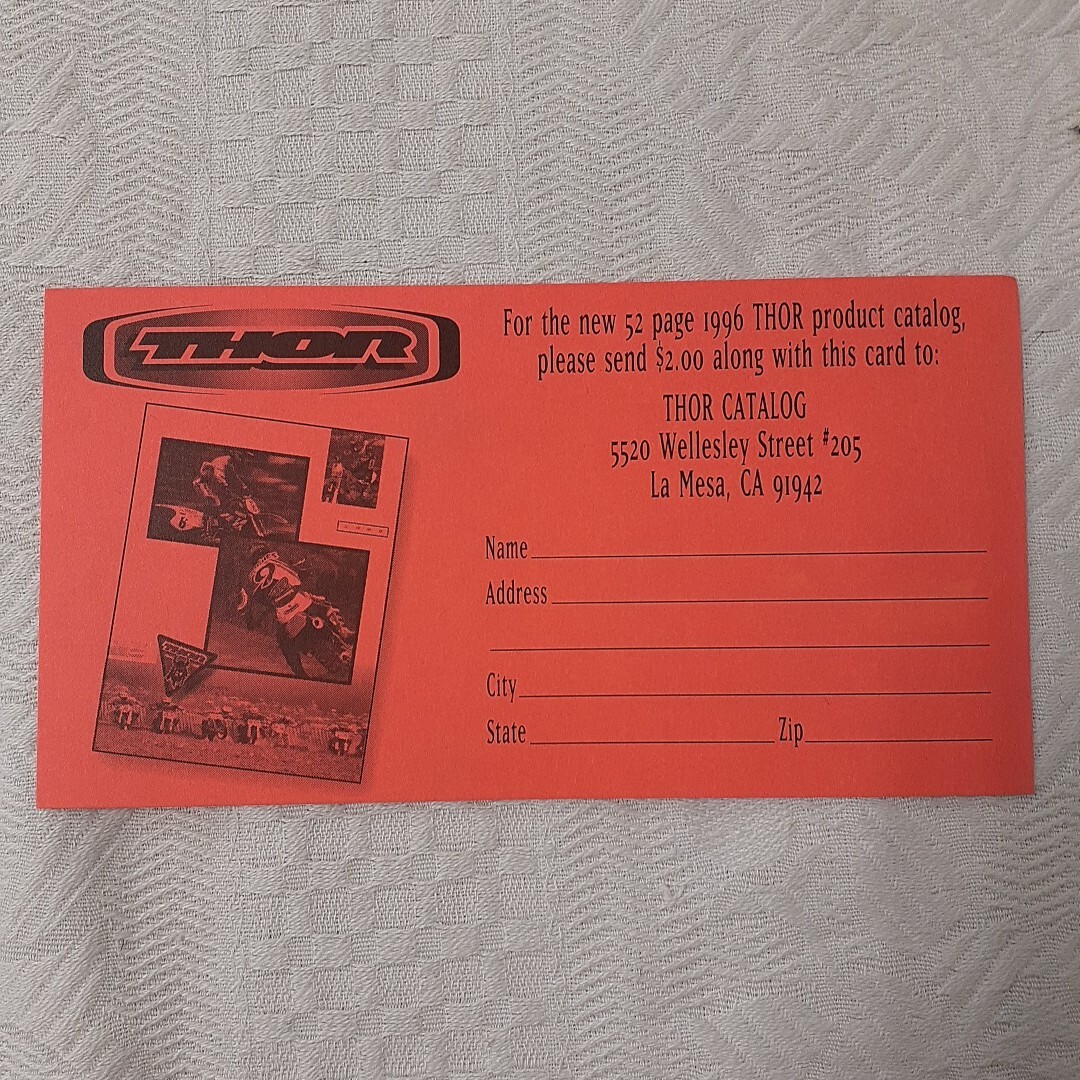 THOR
For the new 52 page 1996 THOR product catalog,
please send $2.00 along with this card to:
THOR CATALOG
5520 Wellesley Street #205
La Mesa, CA 91942
Name
Address
City
State Zip
THOR